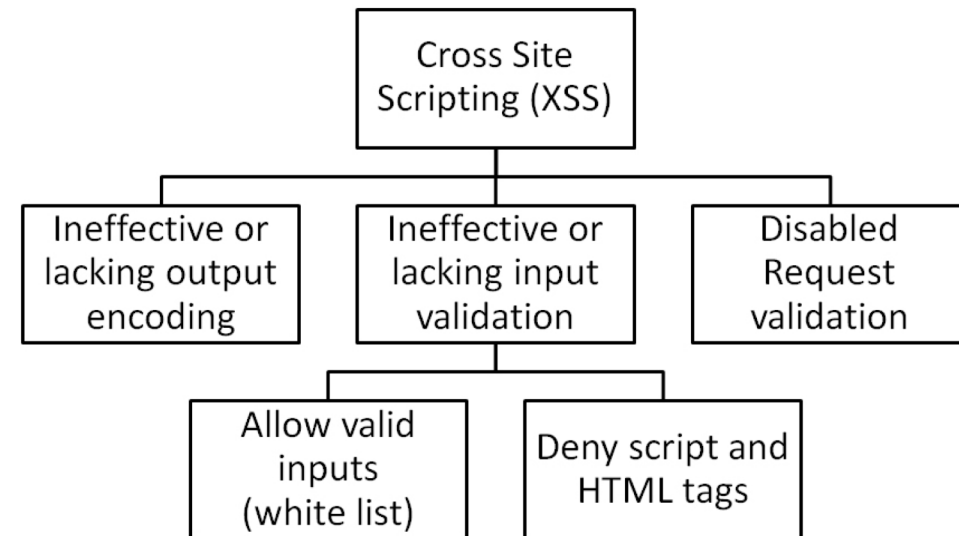 Cross Site
Scripting (XSS)
Ineffective or
lacking output
encoding
Ineffective or
lacking input
validation
Disabled
Request
validation
Allow valid
inputs
(white list)
Deny script and
HTML tags